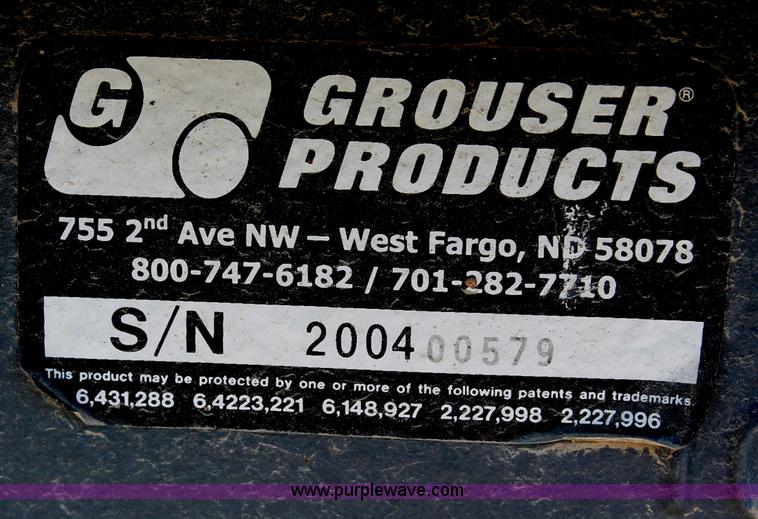 G
GROUSER®
PRODUCTS
755 2nd Ave NW – West Fargo, ND 58078
800-747-6182 / 701-282-7710
S/N 200400579
This product may be protected by one or more of the following patents and trademarks
6,431,288 6,4223,221 6,148,927 2,227,998 2,227,996
www.purplewave.com